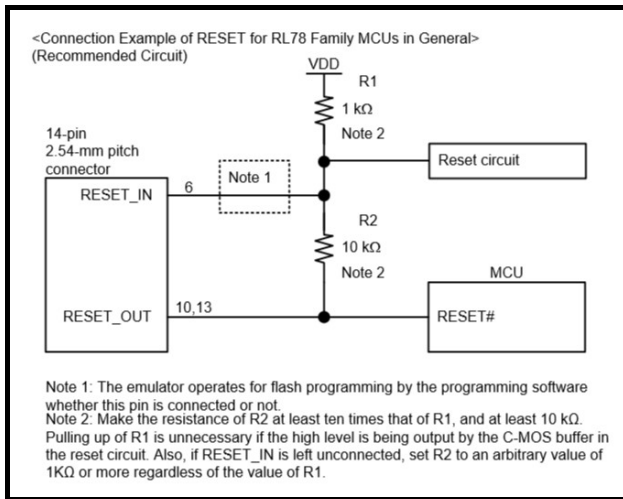 <Connection Example of RESET for RL78 Family MCUs in General>
(Recommended Circuit)
VDD
R1
1 kΩ
Note 2
14-pin
2.54-mm pitch
connector
Reset circuit
Note 1
RESET_IN
6
R2
10 kΩ
Note 2
MCU
RESET_OUT
10,13
RESET#
Note 1: The emulator operates for flash programming by the programming software
whether this pin is connected or not.
Note 2: Make the resistance of R2 at least ten times that of R1, and at least 10 kΩ.
Pulling up of R1 is unnecessary if the high level is being output by the C-MOS buffer in
the reset circuit. Also, if RESET_IN is left unconnected, set R2 to an arbitrary value of
1KΩ or more regardless of the value of R1.